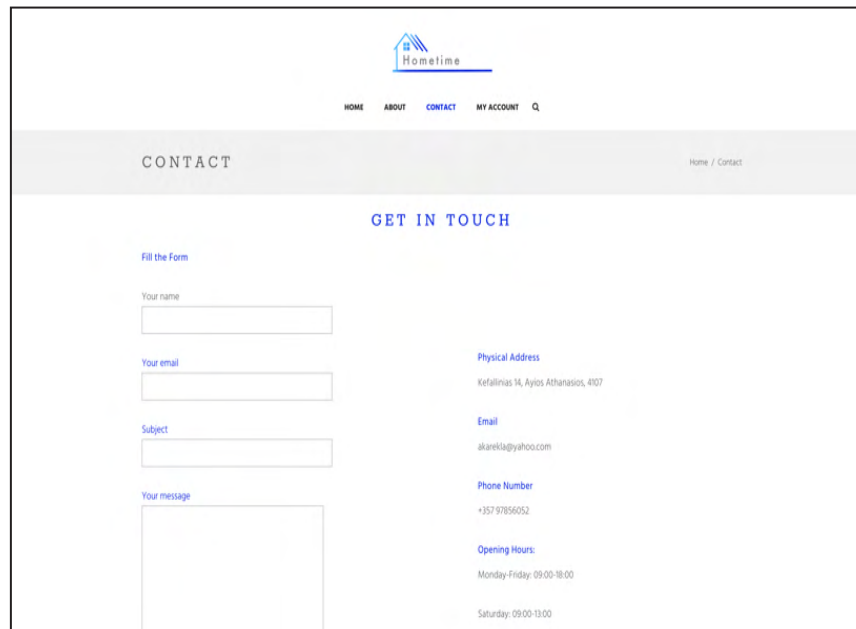 Hometime
HOME ABOUT CONTACT MY ACCOUNT
CONTACT
Home / Contact
GET IN TOUCH
Fill the Form
Your name
Your email
Subject
Your message
Physical Address
Kefallinias 14, Ayios Athanasios, 4107
Email
akarekla@yahoo.com
Phone Number
+357 97856052
Opening Hours:
Monday-Friday: 09:00-18:00
Saturday: 09:00-13:00